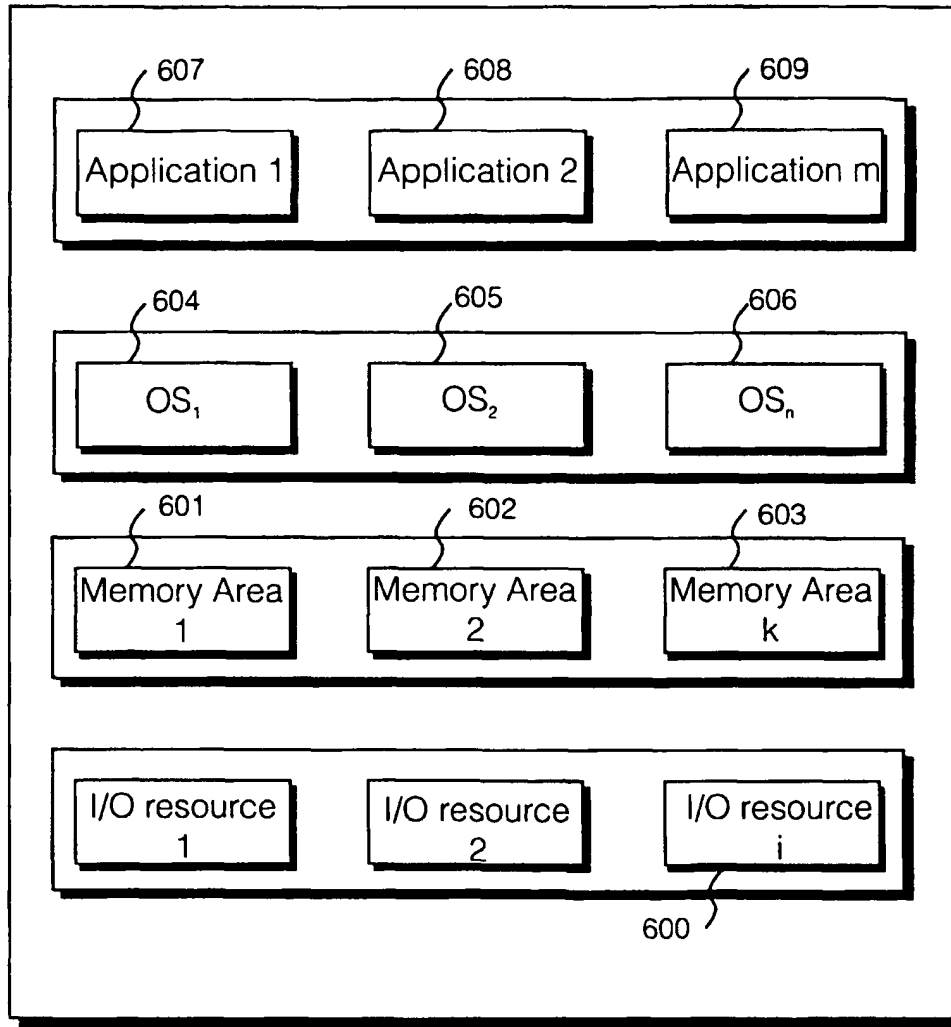 607 608 609
Application 1 Application 2 Application m
604 605 606
OS₁ OS₂ OSₙ
601 602 603
Memory Area Memory Area Memory Area
1 2 k
I/O resource I/O resource I/O resource
1 2 i
600